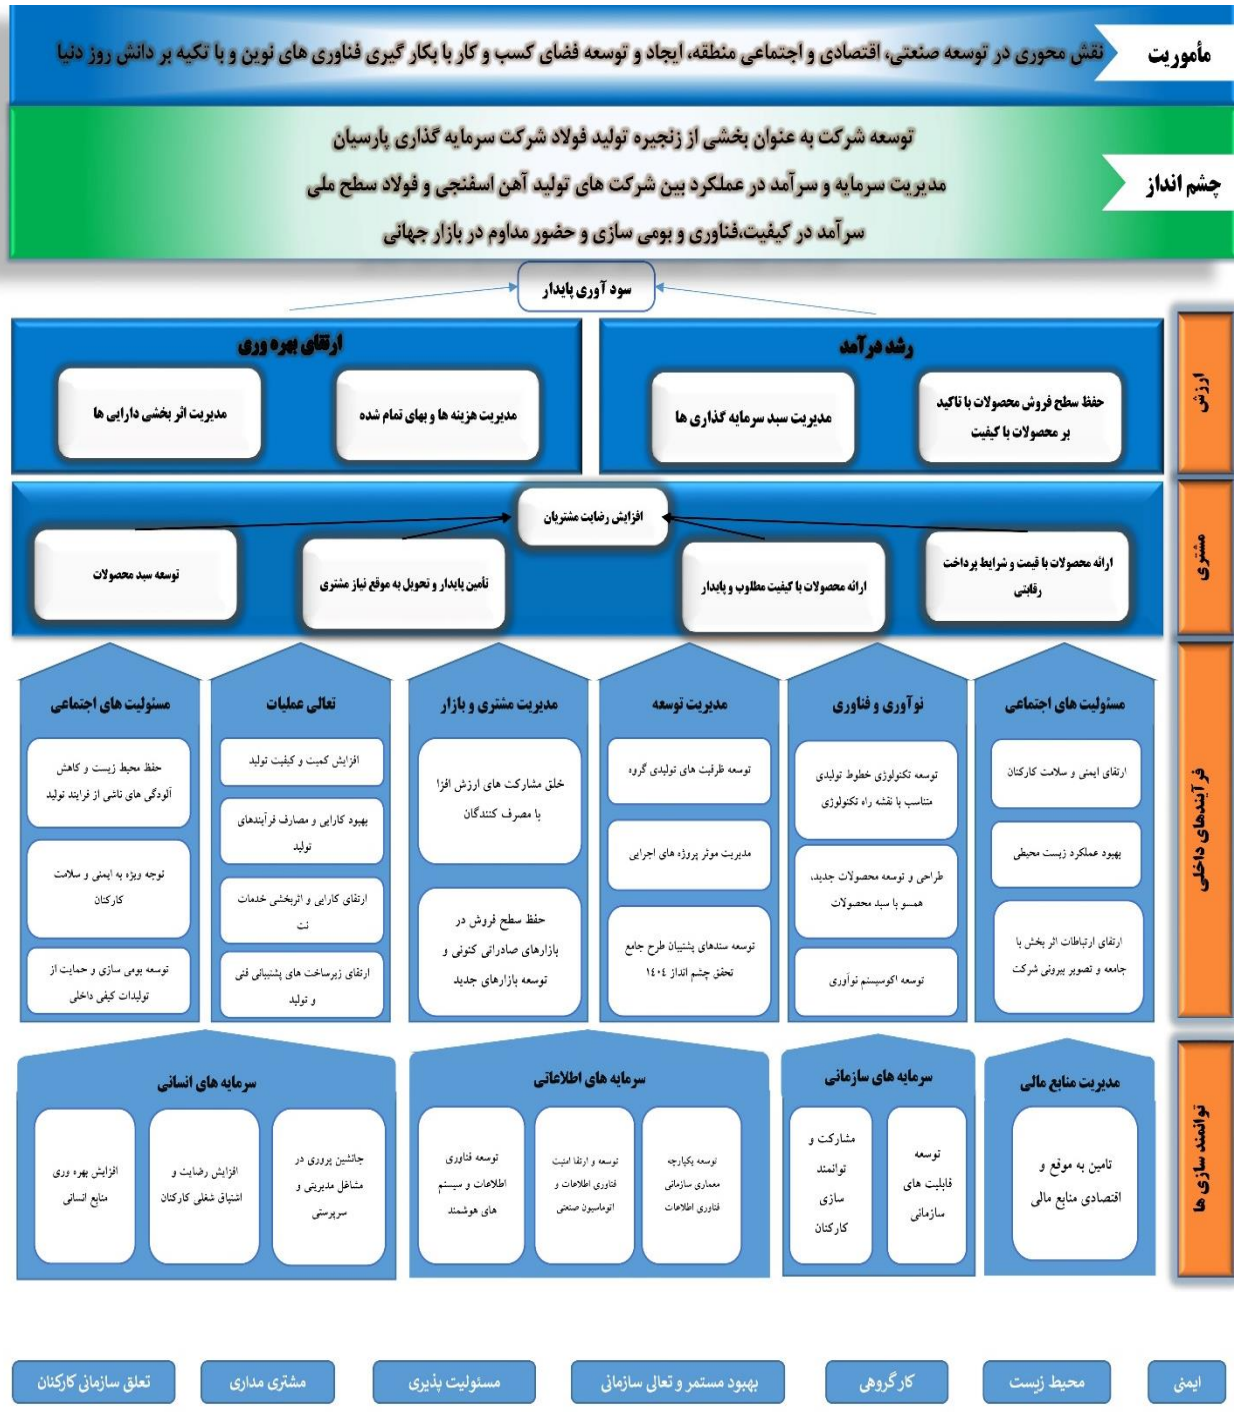 مأموریت
نقش محوری در توسعه صنعتی، اقتصادی و اجتماعی منطقه، ایجاد و توسعه فضای کسب و کار با بکار گیری فناوری های نوین و با تکیه بر دانش روز دنیا
چشم انداز
توسعه شرکت به عنوان بخشی از زنجیره تولید فولاد شرکت سرمایه گذاری پارسیان
مدیریت سرمایه و سرآمد در عملکرد بین شرکت های تولید آهن اسفنجی و فولاد سطح ملی
سرآمد در کیفیت،فناوری و بومی سازی و حضور مداوم در بازار جهانی
سود آوری پایدار
ارزش
رشد درآمد
حفظ سطح فروش محصولات با تاکید
بر محصولات با کیفیت
مدیریت سبد سرمایه گذاری ها
ارتقای بهره وری
مدیریت هزینه ها و بهای تمام شده
مدیریت اثر بخشی دارایی ها
مشتری
افزایش رضایت مشتریان
ارائه محصولات با قیمت و شرایط پرداخت
رقابتی
ارائه محصولات با کیفیت مطلوب و پایدار
تأمین پایدار و تحویل به موقع نیاز مشتری
توسعه سبد محصولات
فرآیندهای داخلی
مسئولیت های اجتماعی
ارتقای ایمنی و سلامت کارکنان
بهبود عملکرد زیست محیطی
ارتقای ارتباطات اثر بخش با
جامعه و تصویر بیرونی شرکت
نوآوری و فناوری
توسعه تکنولوژی خطوط تولیدی
متناسب با نقشه راه تکنولوژی
طراحی و توسعه محصولات جدید،
همسو با سبد محصولات
توسعه اکوسیستم نوآوری
مدیریت توسعه
توسعه ظرفیت های تولیدی گروه
مدیریت موثر پروژه های اجرایی
توسعه سندهای پشتیبان طرح جامع
تحقق چشم انداز ۱۴۰۴
مدیریت مشتری و بازار
خلق مشارکت های ارزش افزا
با مصرف کنندگان
حفظ سطح فروش در
بازارهای صادراتی کنونی و
توسعه بازارهای جدید
تعالی عملیات
افزایش کمیت و کیفیت تولید
بهبود کارایی و مصارف فرآیندهای
تولید
ارتقای کارایی و اثربخشی خدمات
نت
ارتقای زیرساخت های پشتیبانی فنی
و تولید
مسئولیت های اجتماعی
حفظ محیط زیست و کاهش
آلودگی های ناشی از فرایند تولید
توجه ویژه به ایمنی و سلامت
کارکنان
توسعه بومی سازی و حمایت از
تولیدات کیفی داخلی
توانمند سازی ها
مدیریت منابع مالی
تامین به موقع و
اقتصادی منابع مالی
سرمایه های سازمانی
توسعه
قابلیت های
سازمانی
مشارکت و
توانمند
سازی
کارکنان
سرمایه های اطلاعاتی
توسعه یکپارچه
معماری سازمانی
فناوری اطلاعات
توسعه و ارتقا امنیت
فناوری اطلاعات و
اتوماسیون صنعتی
توسعه فناوری
اطلاعات و سیستم
های هوشمند
سرمایه های انسانی
جانشین پروری در
مشاغل مدیریتی و
سرپرستی
افزایش رضایت و
اشتیاق شغلی کارکنان
افزایش بهره وری
منابع انسانی
ایمنی
محیط زیست
کار گروهی
بهبود مستمر و تعالی سازمانی
مسئولیت پذیری
مشتری مداری
تعلق سازمانی کارکنان